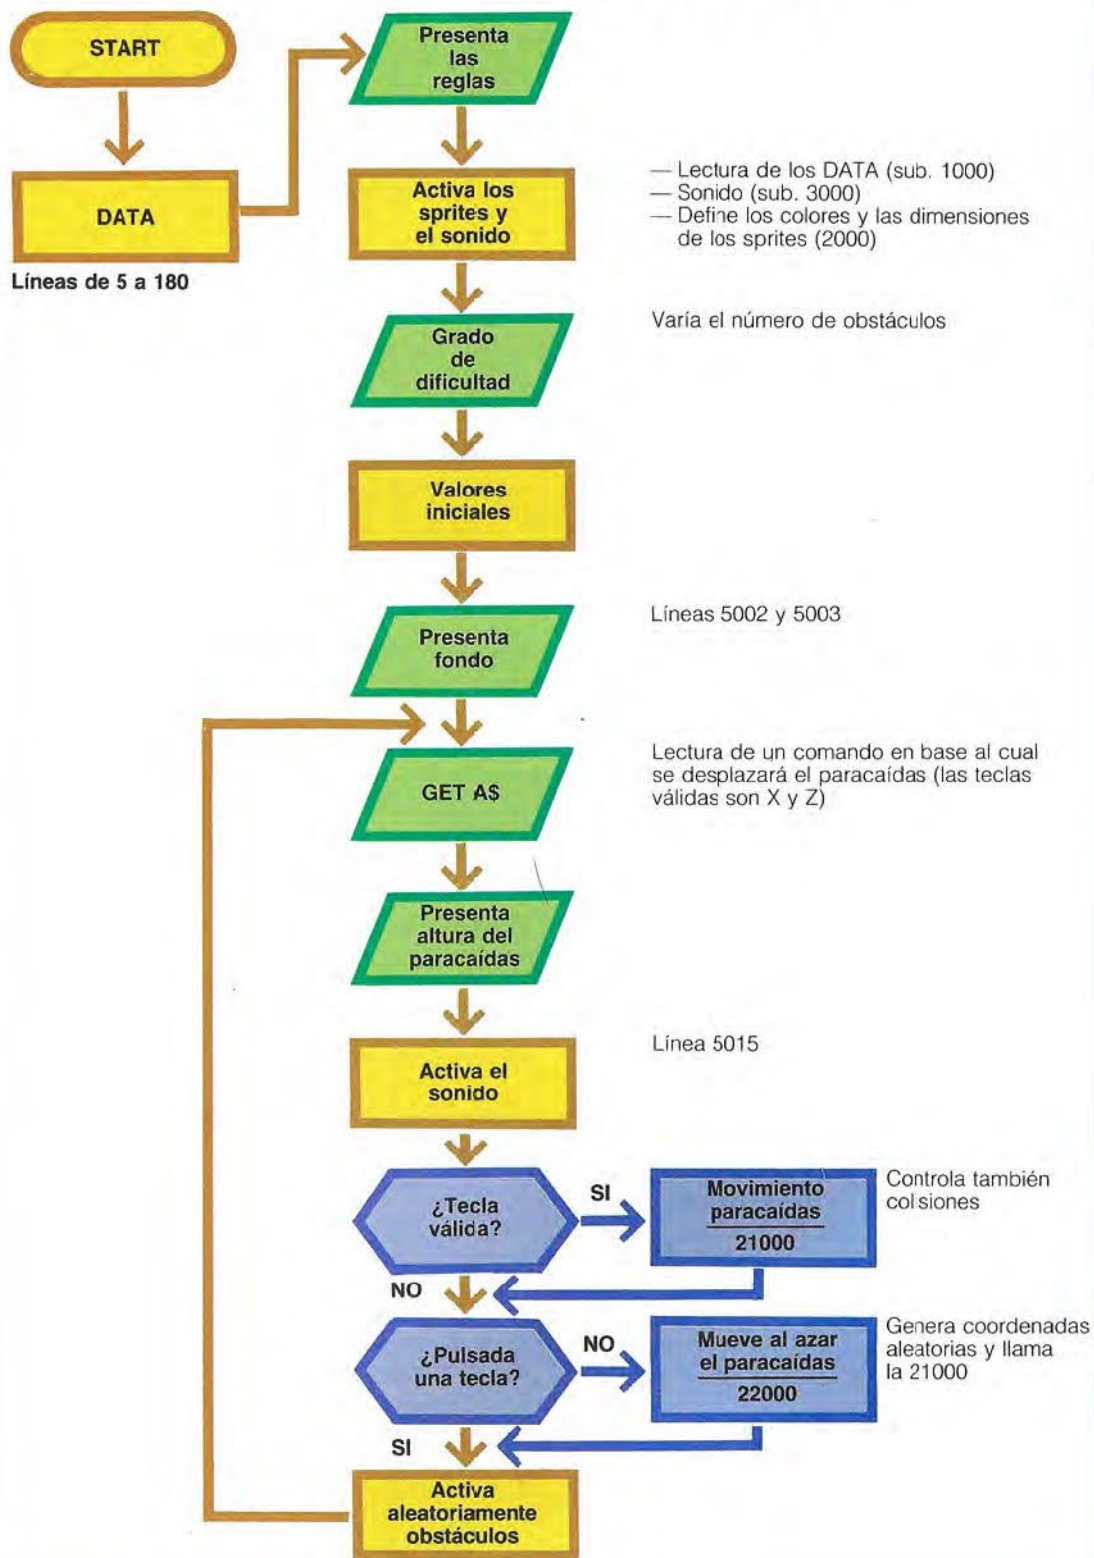 START
DATA
Líneas de 5 a 180
Presenta
las
reglas
Activa los
sprites y
el sonido
— Lectura de los DATA (sub. 1000)
— Sonido (sub. 3000)
— Define los colores y las dimensiones
de los sprites (2000)
Grado
de
dificultad
Varía el número de obstáculos
Valores
iniciales
Presenta
fondo
Líneas 5002 y 5003
GET A$
Lectura de un comando en base al cual
se desplazará el paracaídas (las teclas
válidas son X y Z)
Presenta
altura del
paracaídas
Activa el
sonido
Línea 5015
¿Tecla
válida?
SI
Movimiento
paracaídas
21000
Controla también
colisiones
NO
¿Pulsada
una tecla?
NO
Mueve al azar
el paracaídas
22000
Genera coordenadas
aleatorias y llama
la 21000
SI
Activa
aleatoriamente
obstáculos